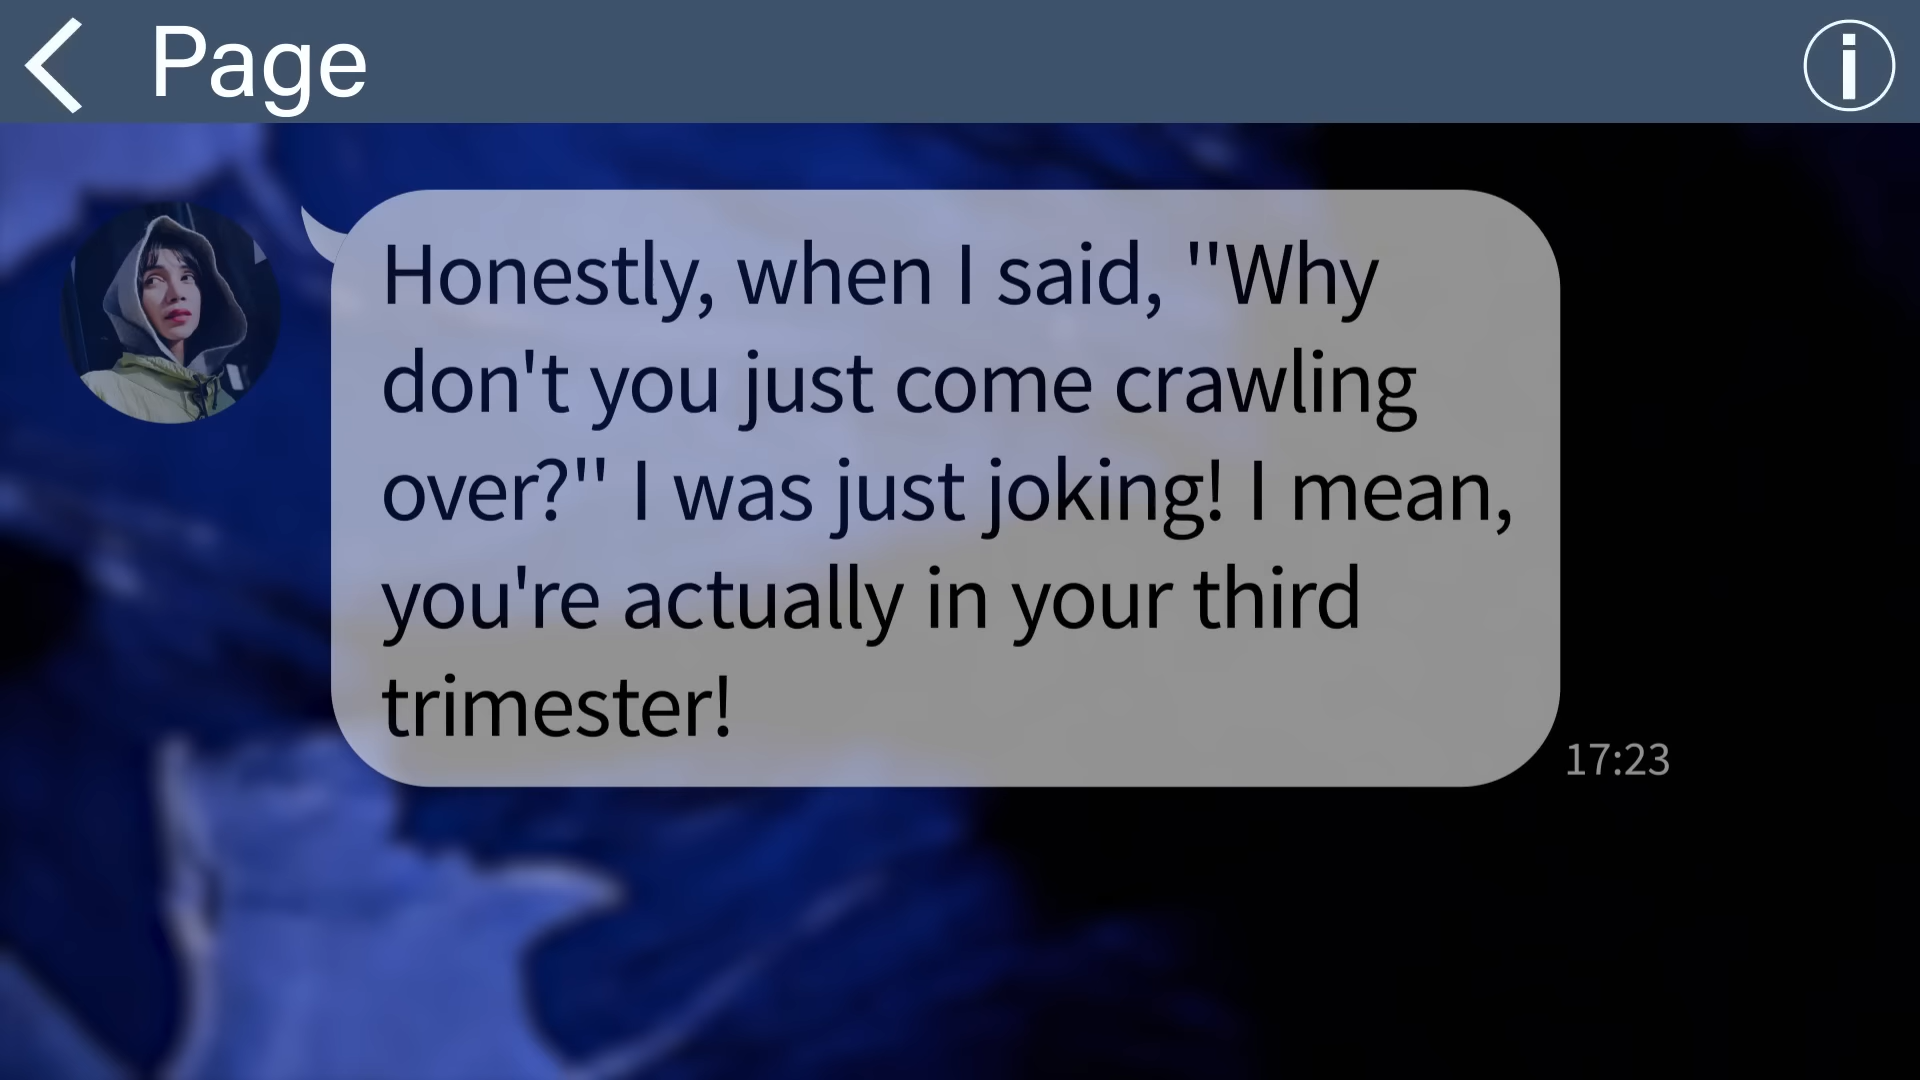 Page
Honestly, when I said, "Why
don't you just come crawling
over?" I was just joking! I mean,
you're actually in your third
trimester!
17:23